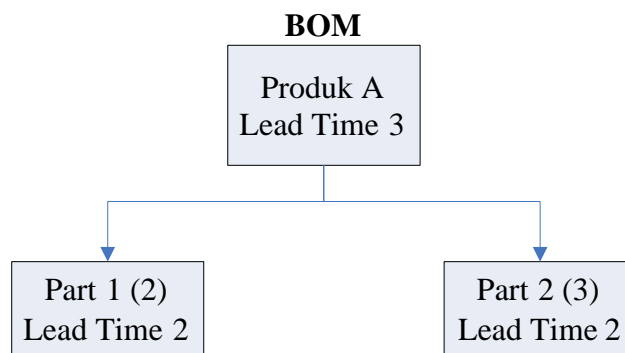 BOM
Produk A
Lead Time 3
Part 1 (2)
Lead Time 2
Part 2 (3)
Lead Time 2